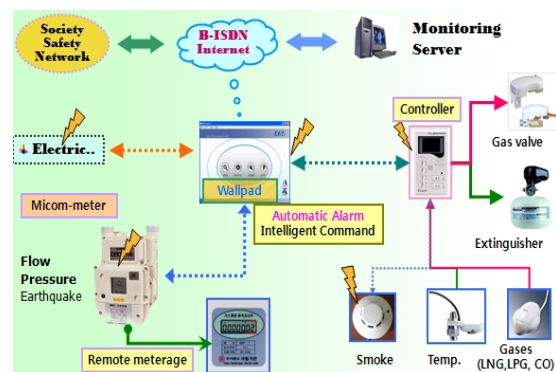 Society
Safety
Network
B-ISDN
Internet
Monitoring
Server
Controller
Gas valve
Electric..
Wallpad
Micom-meter
Automatic Alarm
Intelligent Command
Extinguisher
Flow
Pressure
Earthquake
Remote meterage
Smoke
Temp.
Gases
(LNG,LPG, CO)